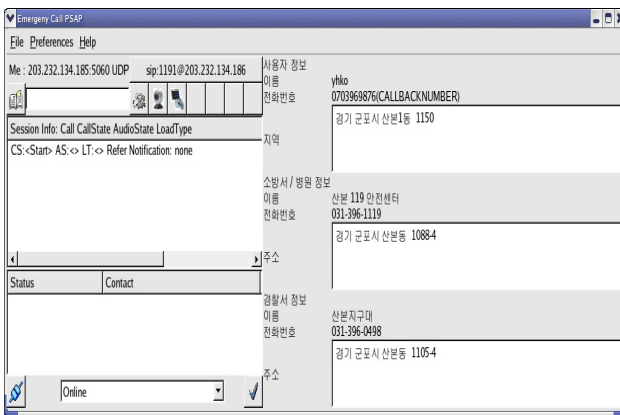 Emergeny Call PSAP
File Preferences Help
Me : 203.232.134.185:5060 UDP
sip:1191@203.232.134.186
Session Info: Call CallState AudioState LoadType
CS:<Start> AS:<> LT:<> Refer Notification: none
Status Contact
Online
사용자 정보
이름 yhko
전화번호 0703969876(CALLBACKNUMBER)
지역 경기 군포시 산본1동 1150
소방서 / 병원 정보
이름 산본 119 안전센터
전화번호 031-396-1119
주소 경기 군포시 산본동 1088-4
경찰서 정보
이름 산본지구대
전화번호 031-396-0498
주소 경기 군포시 산본동 1105-4